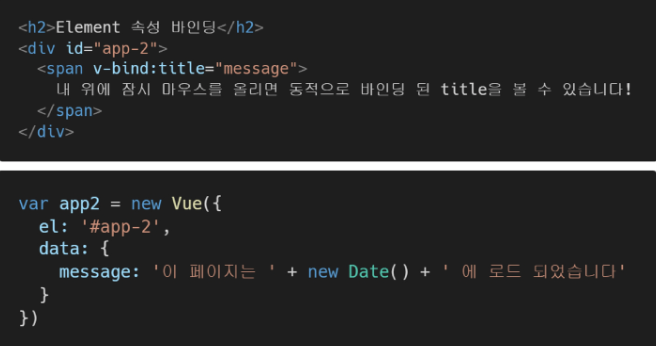 <h2>Element 속성 바인딩</h2>
<div id="app-2">
<span v-bind:title="message">
내 위에 잠시 마우스를 올리면 동적으로 바인딩 된 title을 볼 수 있습니다!
</span>
</div>
var app2 = new Vue({
el: '#app-2',
data: {
message: '이 페이지는 ' + new Date() + ' 에 로드 되었습니다'
}
})